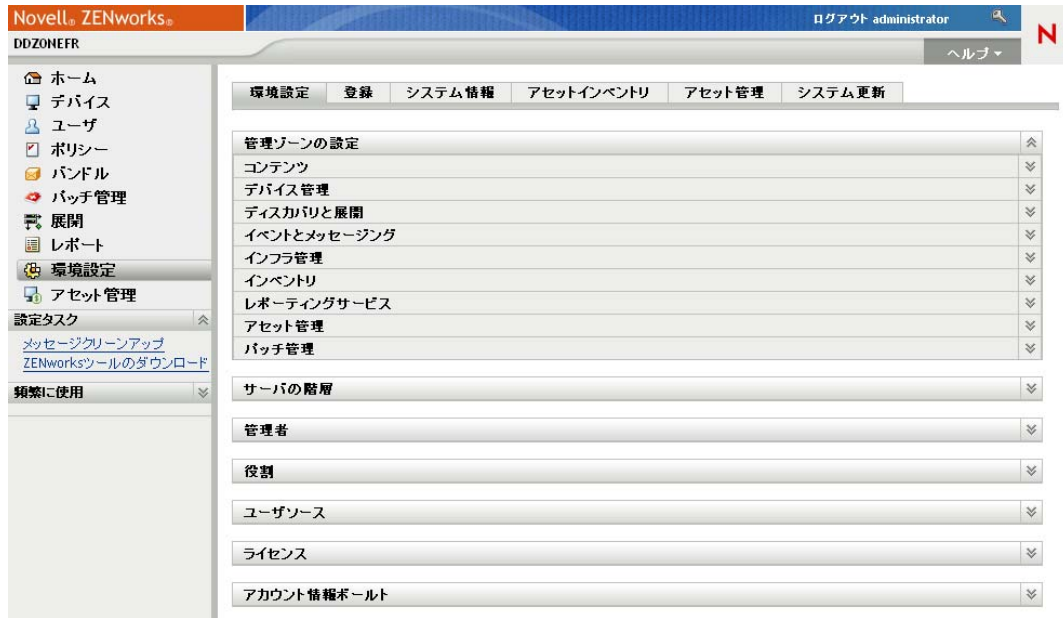 Novell® ZENworks®
ログアウト administrator
DDZONEFR
ヘルプ
N
ホーム
デバイス
ユーザ
ポリシー
バンドル
パッチ管理
展開
レポート
環境設定
アセット管理
設定タスク
メッセージクリーンアップ
ZENworksツールのダウンロード
頻繁に使用
環境設定 登録 システム情報 アセットインベントリ アセット管理 システム更新
管理ゾーンの設定
コンテンツ
デバイス管理
ディスカバリと展開
イベントとメッセージング
インフラ管理
インベントリ
レポーティングサービス
アセット管理
パッチ管理
サーバの階層
管理者
役割
ユーザソース
ライセンス
アカウント情報ボールト